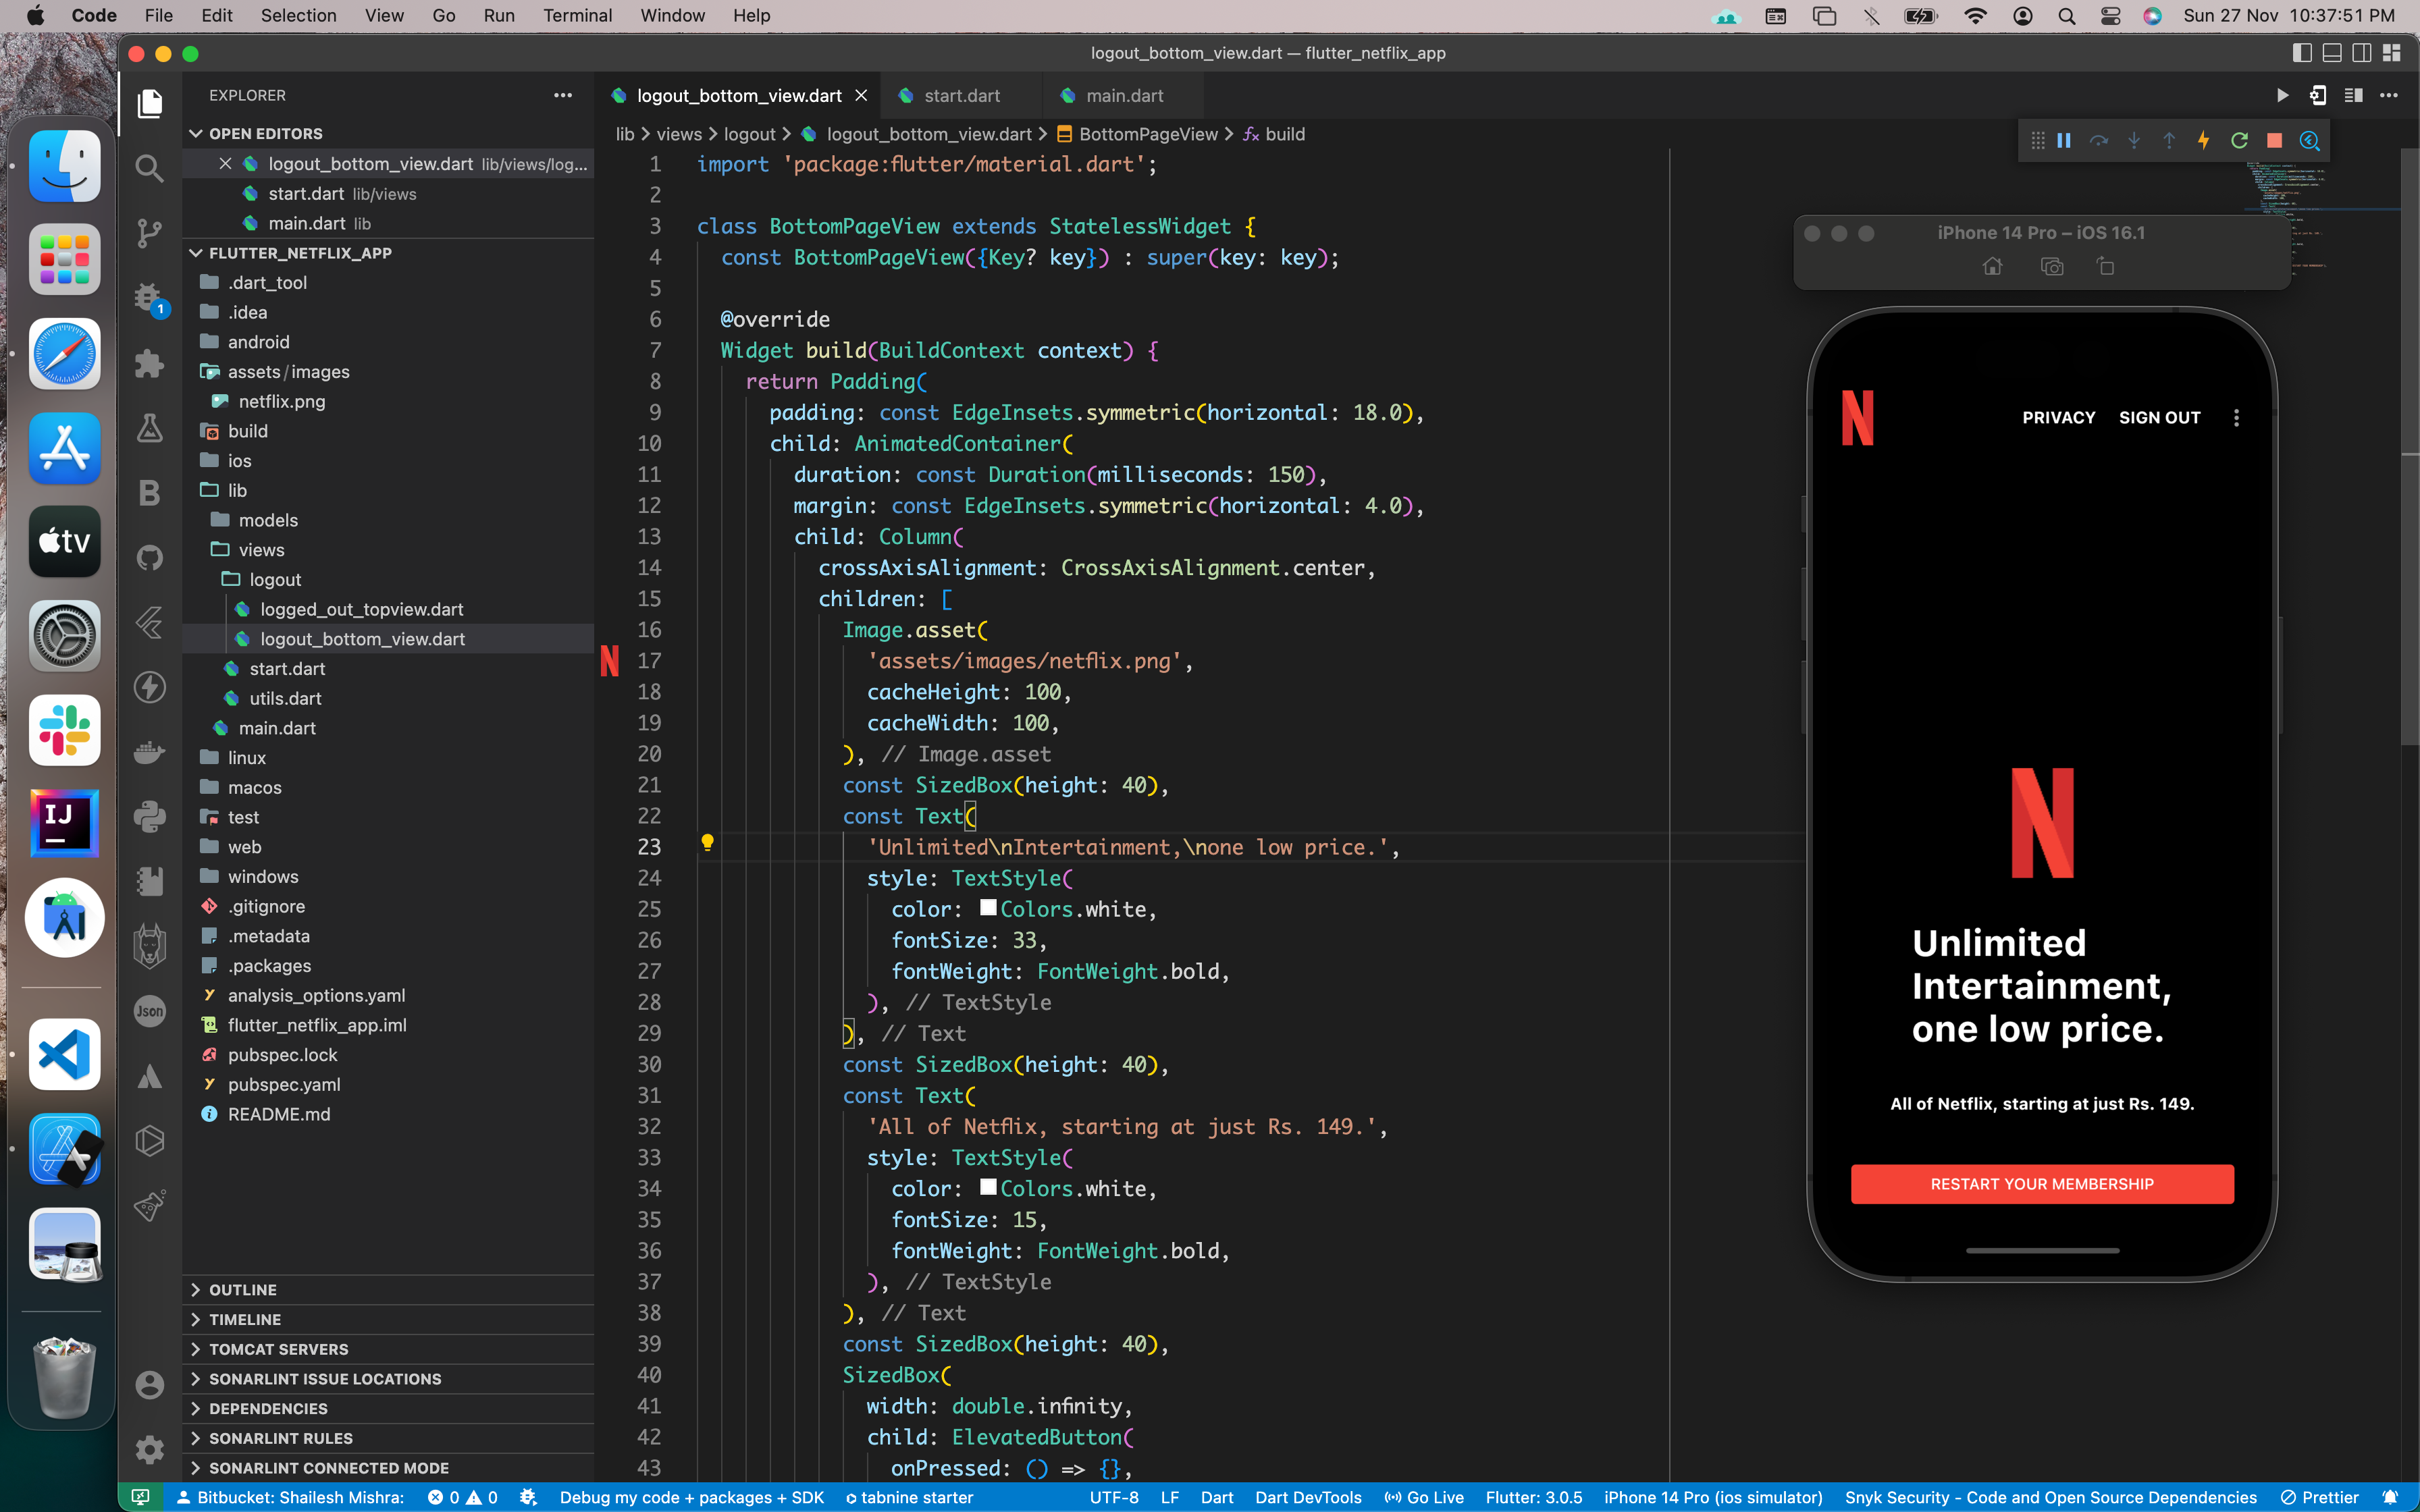 Code File Edit Selection View Go Run Terminal Window Help
Sun 27 Nov 10:37:51 PM
logout_bottom_view.dart — flutter_netflix_app
EXPLORER
OPEN EDITORS
logout_bottom_view.dart lib/views/log...
start.dart lib/views
main.dart lib
FLUTTER_NETFLIX_APP
.dart_tool
.idea
android
assets/images
netflix.png
build
ios
lib
models
views
logout
logged_out_topview.dart
logout_bottom_view.dart
start.dart
utils.dart
main.dart
linux
macos
test
web
windows
.gitignore
.metadata
.packages
analysis_options.yaml
flutter_netflix_app.iml
pubspec.lock
pubspec.yaml
README.md
OUTLINE
TIMELINE
TOMCAT SERVERS
SONARLINT ISSUE LOCATIONS
DEPENDENCIES
SONARLINT RULES
SONARLINT CONNECTED MODE
tv
IJ
1
B
Json
logout_bottom_view.dart start.dart main.dart
lib > views > logout > logout_bottom_view.dart > BottomPageView > build
1 import 'package:flutter/material.dart';
2
3 class BottomPageView extends StatelessWidget {
4 const BottomPageView({Key? key}) : super(key: key);
5
6 @override
7 Widget build(BuildContext context) {
8 return Padding(
9 padding: const EdgeInsets.symmetric(horizontal: 18.0),
10 child: AnimatedContainer(
11 duration: const Duration(milliseconds: 150),
12 margin: const EdgeInsets.symmetric(horizontal: 4.0),
13 child: Column(
14 crossAxisAlignment: CrossAxisAlignment.center,
15 children: [
16 Image.asset(
17 'assets/images/netflix.png',
18 cacheHeight: 100,
19 cacheWidth: 100,
20 ), // Image.asset
21 const SizedBox(height: 40),
22 const Text(
23 'Unlimited\nIntertainment,\none low price.',
24 style: TextStyle(
25 color: Colors.white,
26 fontSize: 33,
27 fontWeight: FontWeight.bold,
28 ), // TextStyle
29 ), // Text
30 const SizedBox(height: 40),
31 const Text(
32 'All of Netflix, starting at just Rs. 149.',
33 style: TextStyle(
34 color: Colors.white,
35 fontSize: 15,
36 fontWeight: FontWeight.bold,
37 ), // TextStyle
38 ), // Text
39 const SizedBox(height: 40),
40 SizedBox(
41 width: double.infinity,
42 child: ElevatedButton(
43 onPressed: () => {},
iPhone 14 Pro – iOS 16.1
N
PRIVACY SIGN OUT
N
Unlimited
Intertainment,
one low price.
All of Netflix, starting at just Rs. 149.
RESTART YOUR MEMBERSHIP
Bitbucket: Shailesh Mishra: 0 0 Debug my code + packages + SDK tabnine starter UTF-8 LF Dart Dart DevTools Go Live Flutter: 3.0.5 iPhone 14 Pro (ios simulator) Snyk Security - Code and Open Source Dependencies Prettier